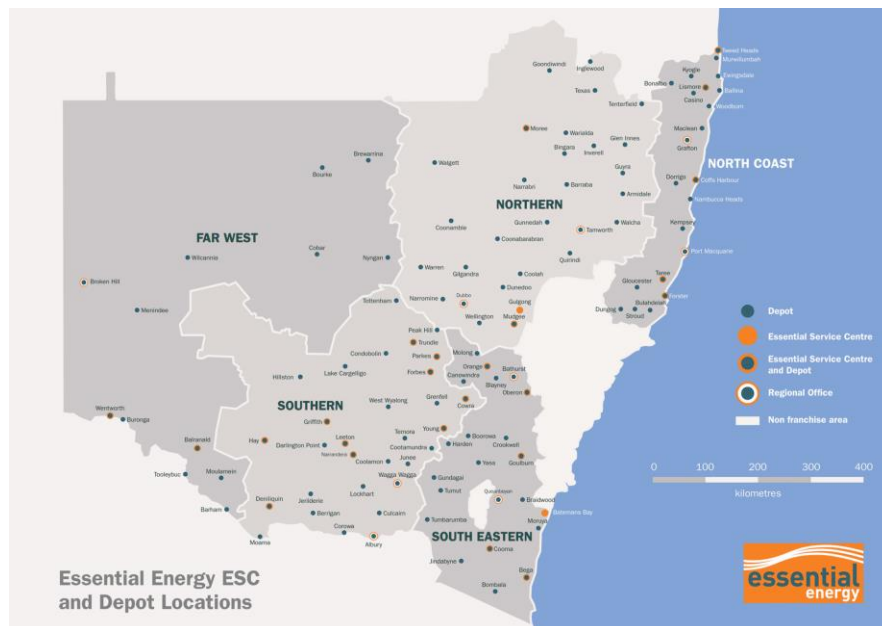 Tweed Heads
Murwillumbah
Goondiwindi
Inglewood
Kyogle
Bonalbo
Ewingsdale
Texas
Lismore
Ballina
Casino
Tenterfield
Woodburn
Moree
Warialda
Maclean
Glen Innes
Grafton
Brewarrina
Bingara
Inverell
Walgett
Bourke
Guyra
NORTH COAST
Narrabri
Barraba
Dorrigo
Coffs Harbour
Armidale
NORTHERN
Nambucca Heads
Coonamble
Gunnedah
Walcha
Kempsey
FAR WEST
Coonabarabran
Tamworth
Cobar
Wilcannia
Nyngan
Quirindi
Port Macquarie
Warren
Gilgandra
Coolah
Broken Hill
Taree
Gloucester
Dunedoo
Menindee
Tottenham
Narromine
Dubbo
Gulgong
Forster
Bulahdelah
Dungog
Stroud
Wellington
Mudgee
Depot
Peak Hill
Trundle
Essential Service Centre
Condobolin
Parkes
Molong
Essential Service Centre
and Depot
Orange
Bathurst
Hillston
Lake Cargelligo
Forbes
Canowindra
Blayney
Oberon
Regional Office
SOUTHERN
West Wyalong
Grenfell
Cowra
Non franchise area
Wentworth
Buronga
Griffith
Young
Temora
Boorowa
Balranald
Hay
Leeton
Darlington Point
Cootamundra
Harden
Crookwell
Narrandera
Coolamon
Junee
Yass
Goulburn
0 100 200 300 400
kilometres
Tooleybuc
Moulamein
Wagga Wagga
Gundagai
Lockhart
Tumut
Queanbeyan
Braidwood
Deniliquin
Jerilderie
Barham
Berrigan
Culcairn
Batemans Bay
Tumbarumba
Moruya
Corowa
Moama
Albury
SOUTH EASTERN
Cooma
Jindabyne
Bega
Bombala
Essential Energy ESC
and Depot Locations
essential
energy